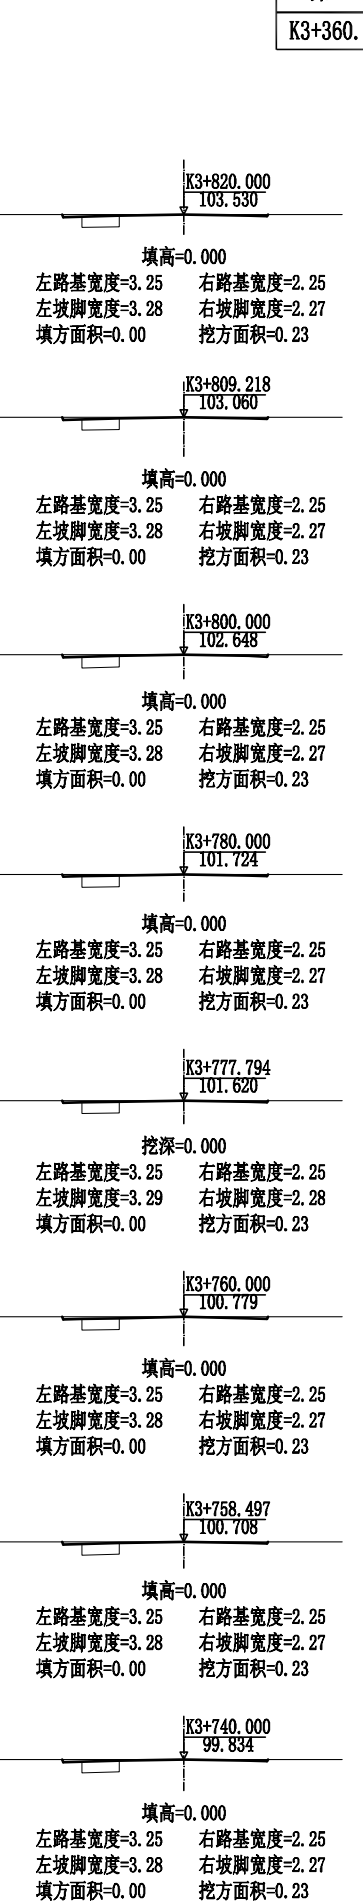 K3+360.
K3+820.000
103.530
填高=0.000
左路基宽度=3.25 右路基宽度=2.25
左坡脚宽度=3.28 右坡脚宽度=2.27
填方面积=0.00 挖方面积=0.23
K3+809.218
103.060
填高=0.000
左路基宽度=3.25 右路基宽度=2.25
左坡脚宽度=3.28 右坡脚宽度=2.27
填方面积=0.00 挖方面积=0.23
K3+800.000
102.648
填高=0.000
左路基宽度=3.25 右路基宽度=2.25
左坡脚宽度=3.28 右坡脚宽度=2.27
填方面积=0.00 挖方面积=0.23
K3+780.000
101.724
填高=0.000
左路基宽度=3.25 右路基宽度=2.25
左坡脚宽度=3.28 右坡脚宽度=2.27
填方面积=0.00 挖方面积=0.23
K3+777.794
101.620
挖深=0.000
左路基宽度=3.25 右路基宽度=2.25
左坡脚宽度=3.29 右坡脚宽度=2.28
填方面积=0.00 挖方面积=0.23
K3+760.000
100.779
填高=0.000
左路基宽度=3.25 右路基宽度=2.25
左坡脚宽度=3.28 右坡脚宽度=2.27
填方面积=0.00 挖方面积=0.23
K3+758.497
100.708
填高=0.000
左路基宽度=3.25 右路基宽度=2.25
左坡脚宽度=3.28 右坡脚宽度=2.27
填方面积=0.00 挖方面积=0.23
K3+740.000
99.834
填高=0.000
左路基宽度=3.25 右路基宽度=2.25
左坡脚宽度=3.28 右坡脚宽度=2.27
填方面积=0.00 挖方面积=0.23